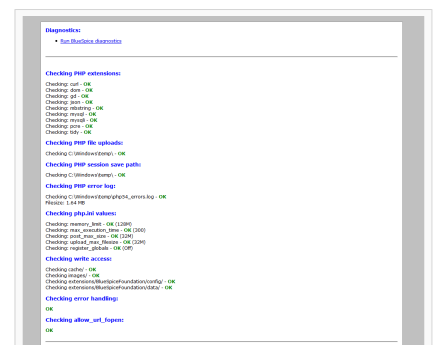 Diagnostics:
Run BlueSpice diagnostics
Checking PHP extensions:
Checking: curl - OK
Checking: dom - OK
Checking: gd - OK
Checking: json - OK
Checking: mbstring - OK
Checking: mysql - OK
Checking: mysqli - OK
Checking: pcre - OK
Checking: tidy - OK
Checking PHP file uploads:
Checking C:\Windows\temp\ - OK
Checking PHP session save path:
Checking C:\Windows\temp\ - OK
Checking PHP error log:
Checking C:\Windows\temp\php54_errors.log - OK
Filesize: 1.64 MB
Checking php.ini values:
Checking: memory_limit - OK (128M)
Checking: max_execution_time - OK (300)
Checking: post_max_size - OK (32M)
Checking: upload_max_filesize - OK (32M)
Checking: register_globals - OK (Off)
Checking write access:
Checking cache/ - OK
Checking images/ - OK
Checking extensions/BlueSpiceFoundation/config/ - OK
Checking extensions/BlueSpiceFoundation/data/ - OK
Checking error handling:
OK
Checking allow_url_fopen:
OK